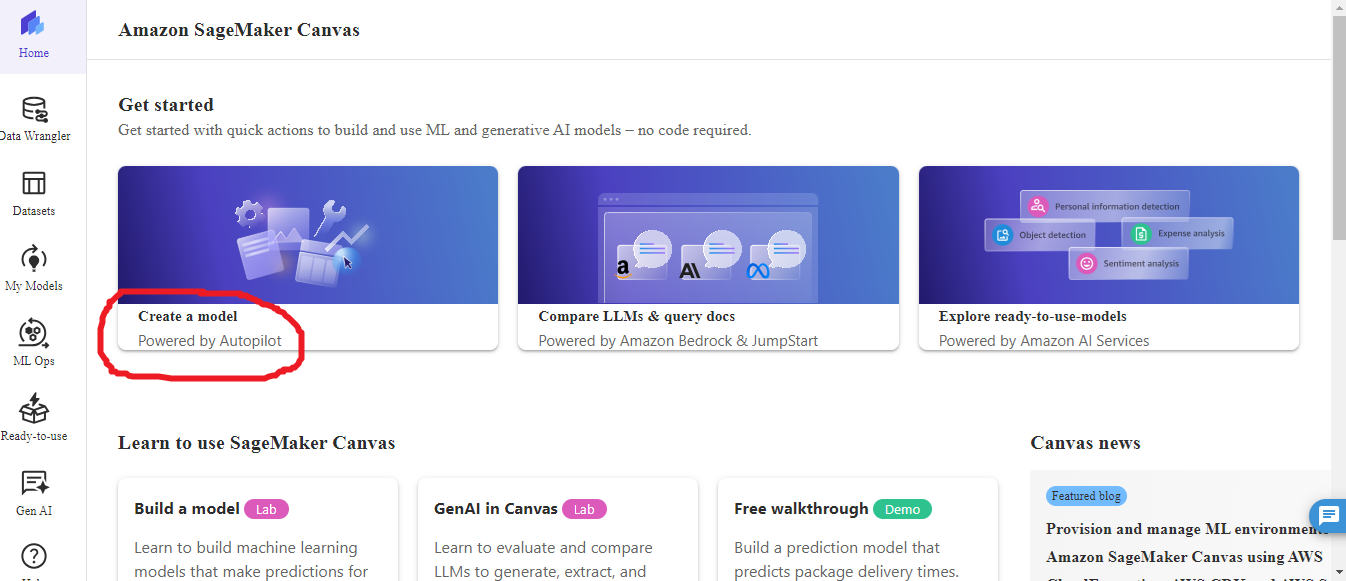 Amazon SageMaker Canvas
Home
Data Wrangler
Datasets
My Models
ML Ops
Ready-to-use
Gen AI
Get started
Get started with quick actions to build and use ML and generative AI models – no code required.
Create a model
Powered by Autopilot
a
Compare LLMs & query docs
Powered by Amazon Bedrock & JumpStart
Personal information detection
Object detection
Expense analysis
Sentiment analysis
Explore ready-to-use-models
Powered by Amazon AI Services
Learn to use SageMaker Canvas
Build a model Lab
Learn to build machine learning
models that make predictions for
GenAI in Canvas Lab
Learn to evaluate and compare
LLMs to generate, extract, and
Free walkthrough Demo
Build a prediction model that
predicts package delivery times.
Canvas news
Featured blog
Provision and manage ML environments
Amazon SageMaker Canvas using AWS